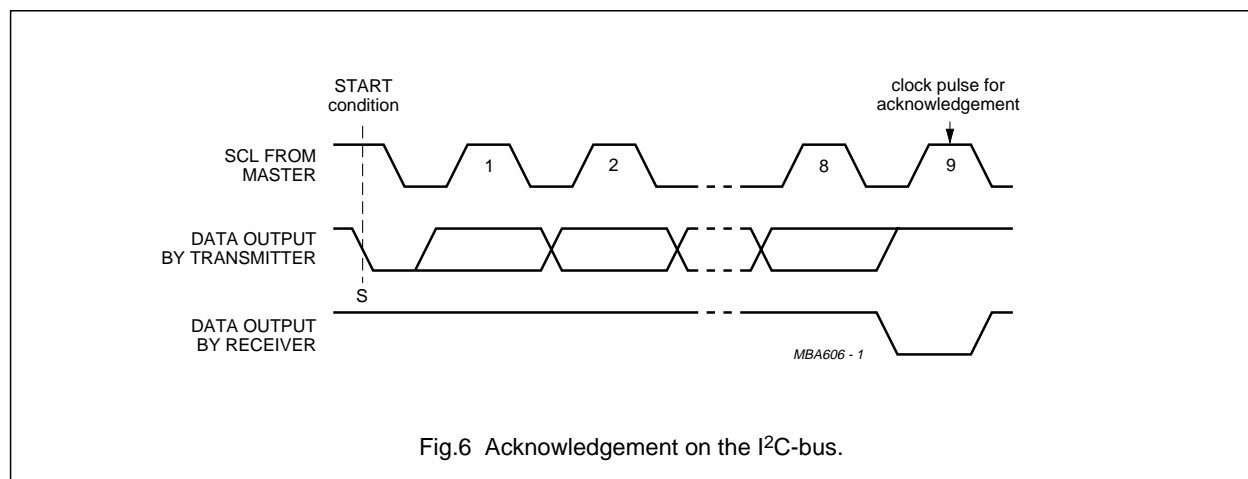 START
condition
clock pulse for
acknowledgement
SCL FROM
MASTER
1
2
8
9
DATA OUTPUT
BY TRANSMITTER
S
DATA OUTPUT
BY RECEIVER
MBA606 - 1
Fig.6 Acknowledgement on the I²C-bus.